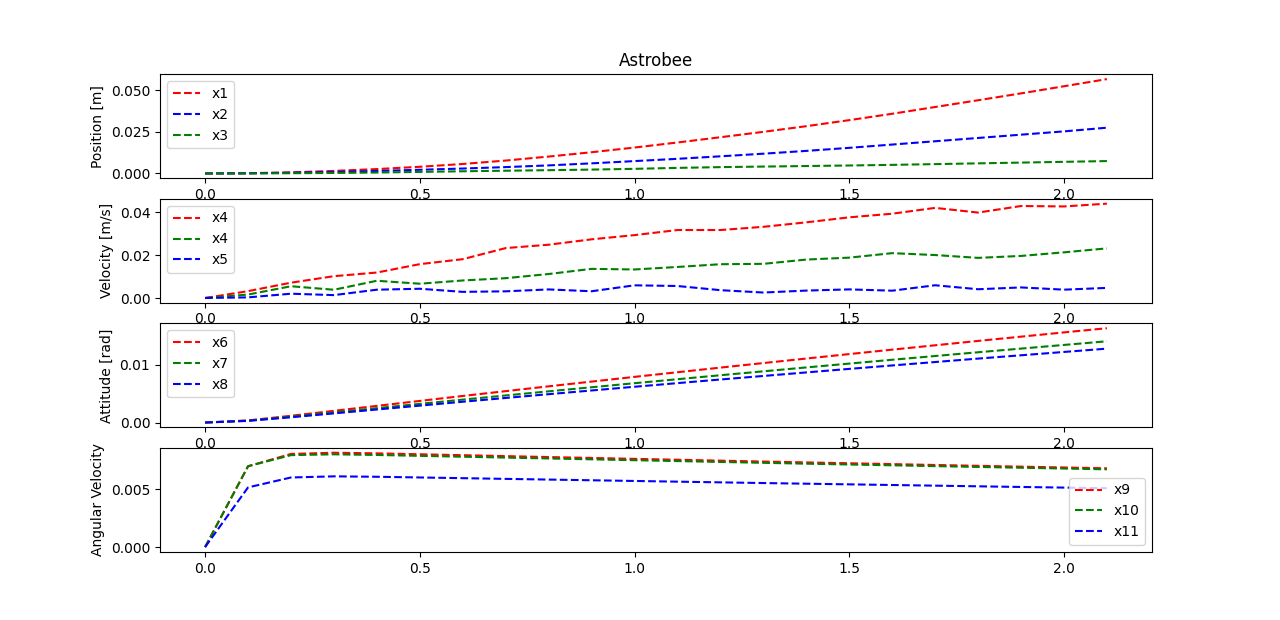 Astrobee
Position [m]
0.050
0.025
0.000
x1
x2
x3
0.0 0.5 1.0 1.5 2.0
Velocity [m/s]
0.04
0.02
0.00
x4
x4
x5
0.0 0.5 1.0 1.5 2.0
Attitude [rad]
0.01
0.00
x6
x7
x8
0.0 0.5 1.0 1.5 2.0
Angular Velocity
0.005
0.000
x9
x10
x11
0.0 0.5 1.0 1.5 2.0